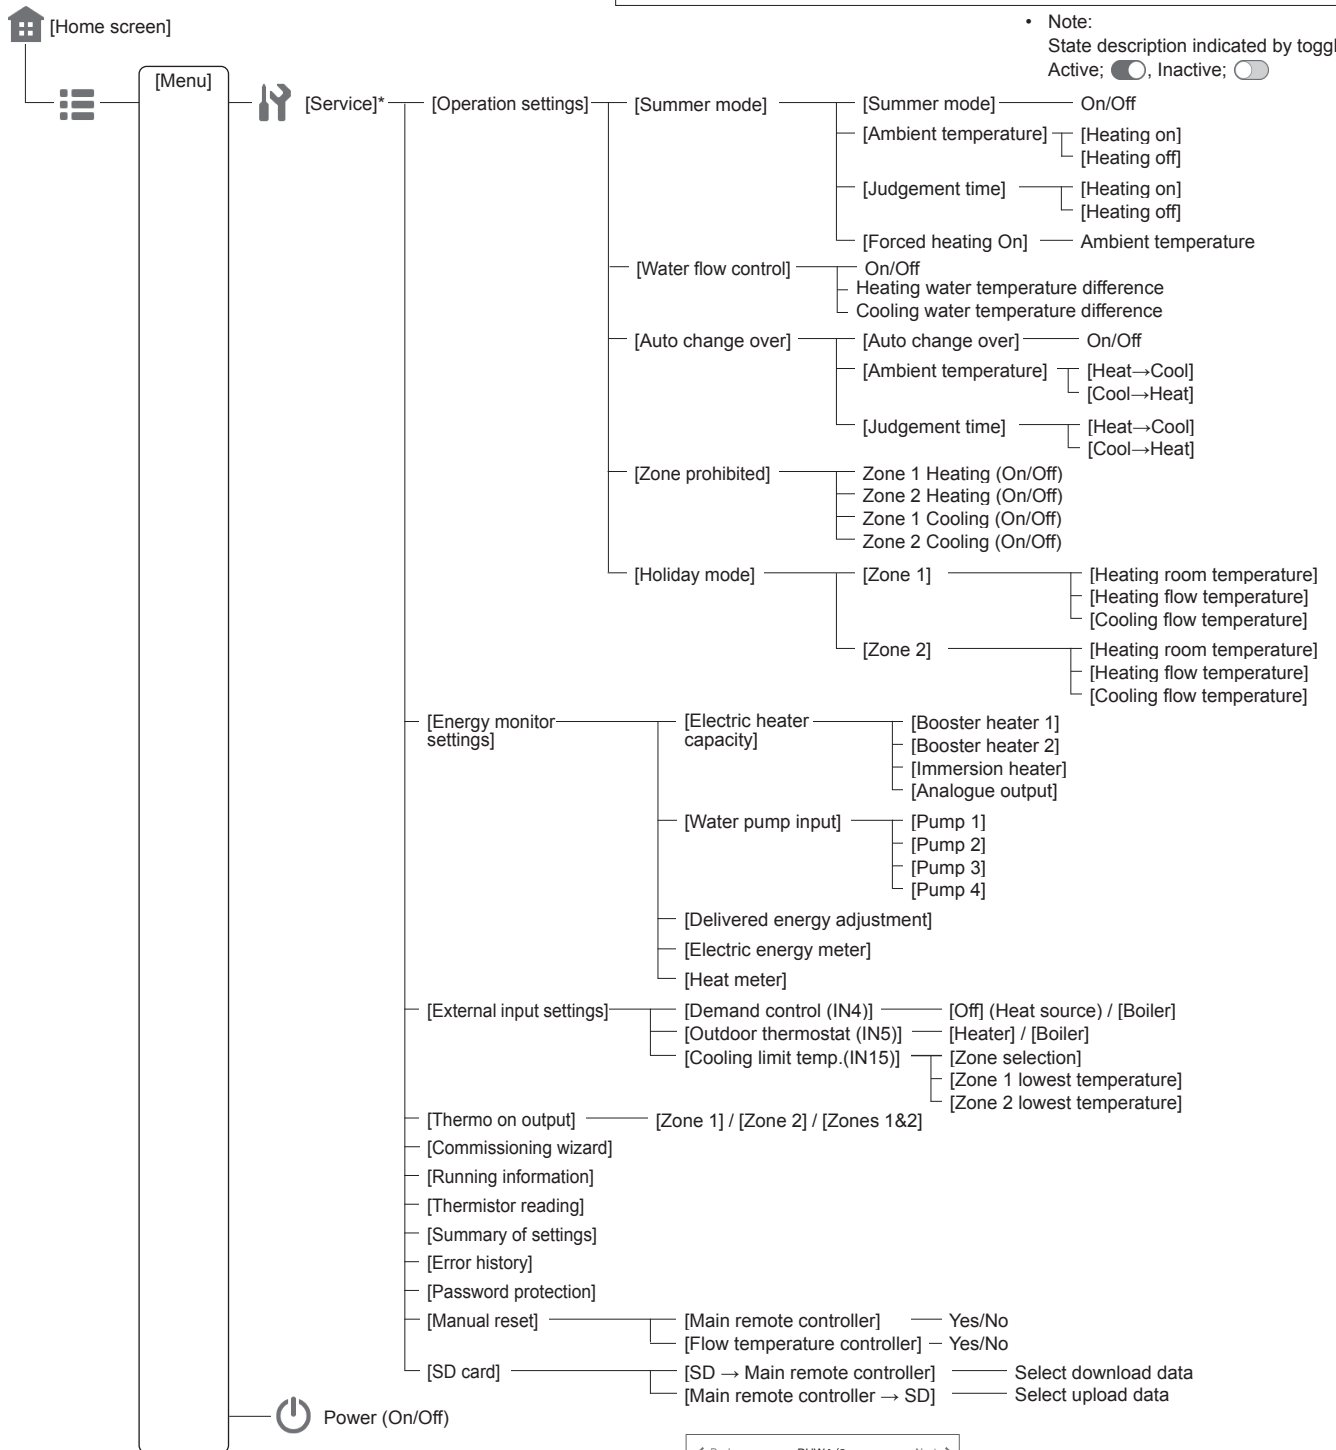 [Home screen]
• Note:
State description indicated by toggl
Active; , Inactive;
[Menu]
[Service]* [Operation settings] [Summer mode] [Summer mode] On/Off
[Ambient temperature] [Heating on]
[Heating off]
[Judgement time] [Heating on]
[Heating off]
[Forced heating On] Ambient temperature
[Water flow control] On/Off
Heating water temperature difference
Cooling water temperature difference
[Auto change over] [Auto change over] On/Off
[Ambient temperature] [Heat→Cool]
[Cool→Heat]
[Judgement time] [Heat→Cool]
[Cool→Heat]
[Zone prohibited] Zone 1 Heating (On/Off)
Zone 2 Heating (On/Off)
Zone 1 Cooling (On/Off)
Zone 2 Cooling (On/Off)
[Holiday mode] [Zone 1] [Heating room temperature]
[Heating flow temperature]
[Cooling flow temperature]
[Zone 2] [Heating room temperature]
[Heating flow temperature]
[Cooling flow temperature]
[Energy monitor settings] [Electric heater capacity] [Booster heater 1]
[Booster heater 2]
[Immersion heater]
[Analogue output]
[Water pump input] [Pump 1]
[Pump 2]
[Pump 3]
[Pump 4]
[Delivered energy adjustment]
[Electric energy meter]
[Heat meter]
[External input settings] [Demand control (IN4)] [Off] (Heat source) / [Boiler]
[Outdoor thermostat (IN5)] [Heater] / [Boiler]
[Cooling limit temp.(IN15)] [Zone selection]
[Zone 1 lowest temperature]
[Zone 2 lowest temperature]
[Thermo on output] [Zone 1] / [Zone 2] / [Zones 1&2]
[Commissioning wizard]
[Running information]
[Thermistor reading]
[Summary of settings]
[Error history]
[Password protection]
[Manual reset] [Main remote controller] Yes/No
[Flow temperature controller] Yes/No
[SD card] [SD → Main remote controller] Select download data
[Main remote controller → SD] Select upload data
Power (On/Off)